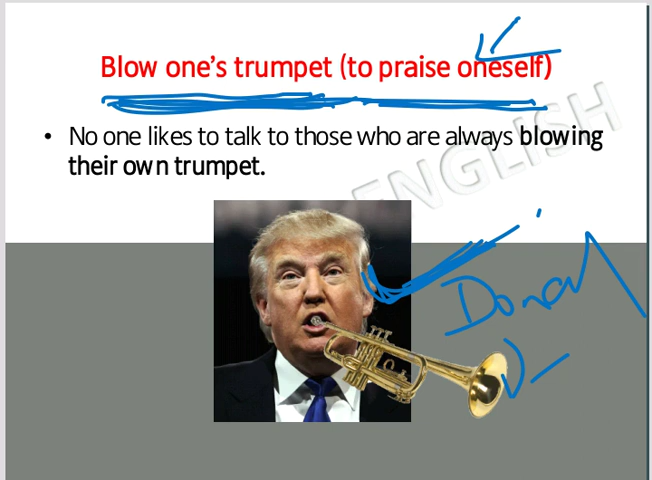 Blow one's trumpet (to praise oneself)
• No one likes to talk to those who are always blowing
their own trumpet.
ENGLISH
Donal